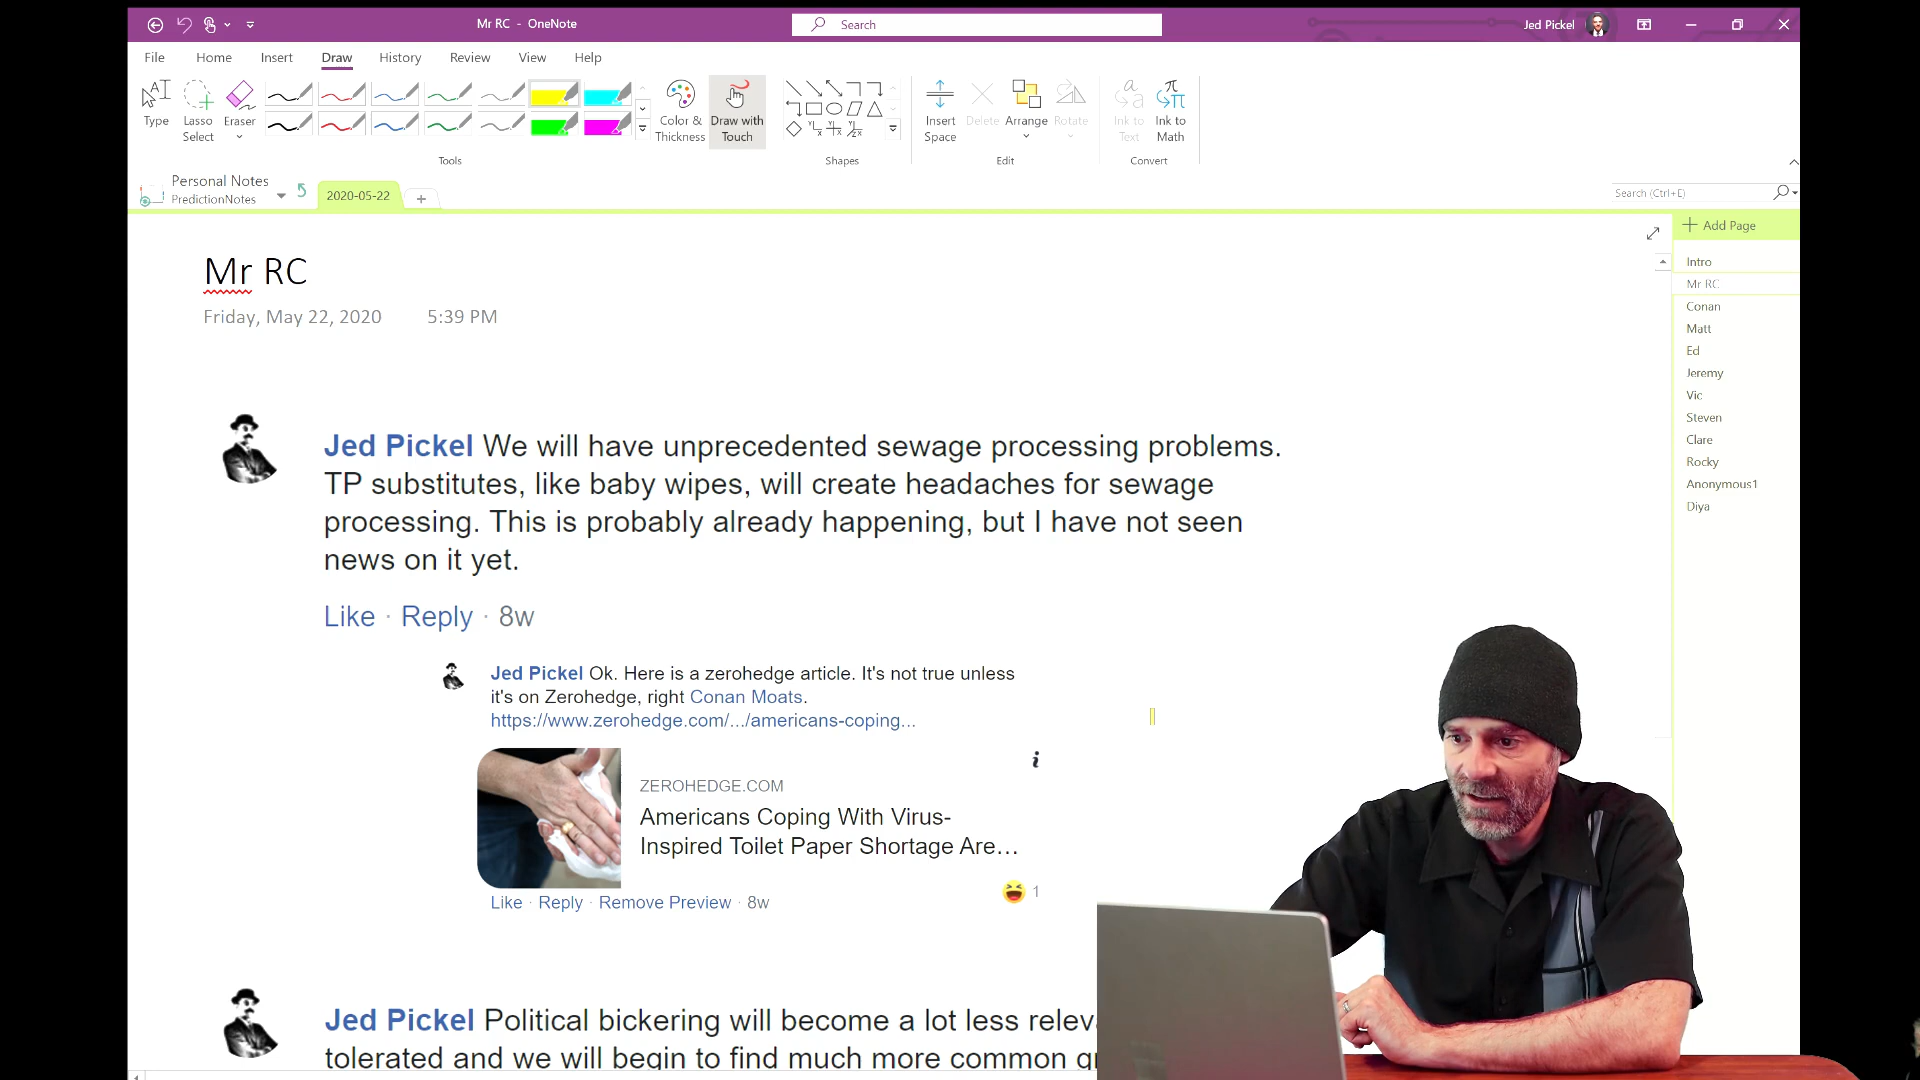 Mr RC - OneNote
Search
Jed Pickel
File Home Insert Draw History Review View Help
Type
Lasso
Select
Eraser
Color &
Thickness
Draw with
Touch
Insert
Space
Delete
Arrange
Rotate
Ink to
Text
Ink to
Math
Tools
Shapes
Edit
Convert
Personal Notes
PredictionNotes
2020-05-22
Search (Ctrl+E)
Add Page
Intro
Mr RC
Conan
Matt
Ed
Jeremy
Vic
Steven
Clare
Rocky
Anonymous1
Diya
Mr RC
Friday, May 22, 2020 5:39 PM
Jed Pickel We will have unprecedented sewage processing problems.
TP substitutes, like baby wipes, will create headaches for sewage
processing. This is probably already happening, but I have not seen
news on it yet.
Like · Reply · 8w
Jed Pickel Ok. Here is a zerohedge article. It's not true unless
it's on Zerohedge, right Conan Moats.
https://www.zerohedge.com/.../americans-coping...
i
ZEROHEDGE.COM
Americans Coping With Virus-
Inspired Toilet Paper Shortage Are...
1
Like · Reply · Remove Preview · 8w
Jed Pickel Political bickering will become a lot less
tolerated and we will begin to find much more common